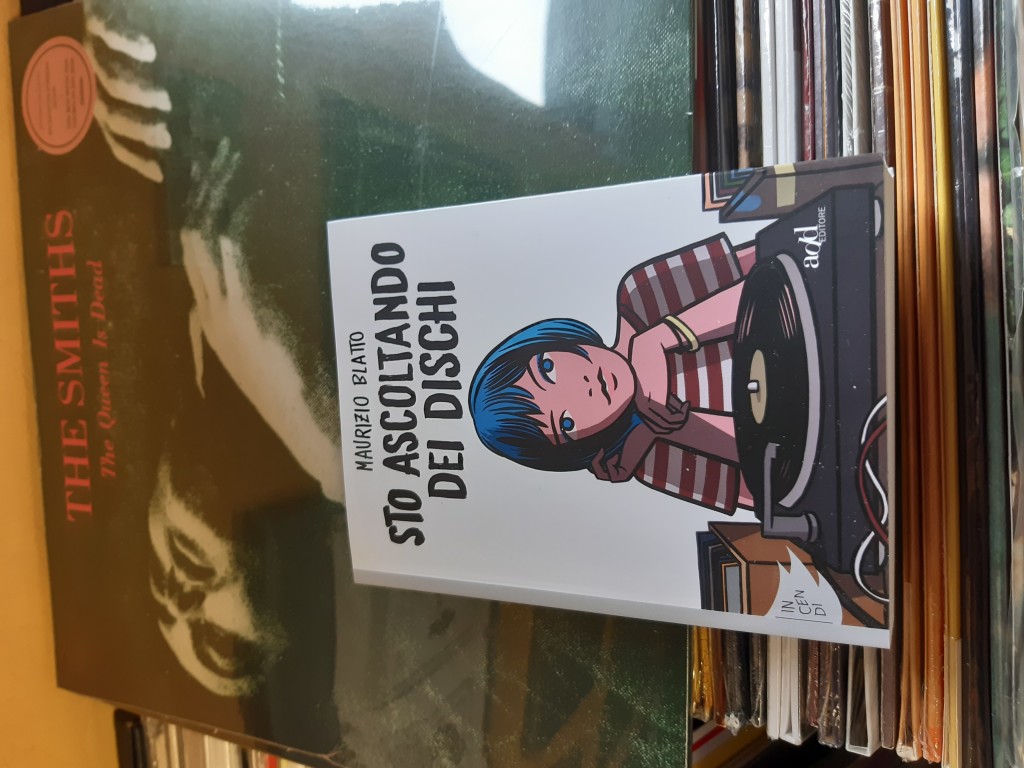 THE SMITHS
The Queen Is Dead
MAURIZIO BLATTO
STO ASCOLTANDO
DEI DISCHI
IN
CEN
DI
add
EDITORE